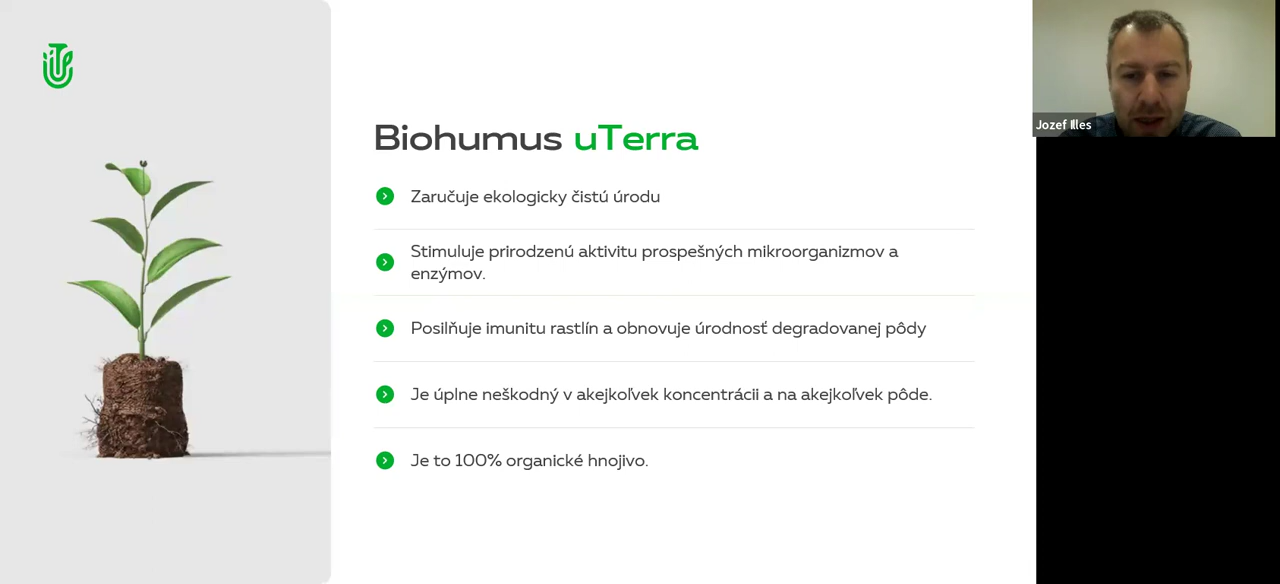 Biohumus uTerra
Zaručuje ekologicky čistú úrodu
Stimuluje prirodzenú aktivitu prospešných mikroorganizmov a
enzýmov.
Posilňuje imunitu rastlín a obnovuje úrodnosť degradovanej pôdy
Je úplne neškodný v akejkoľvek koncentrácii a na akejkoľvek pôde.
Je to 100% organické hnojivo.
Jozef Illes